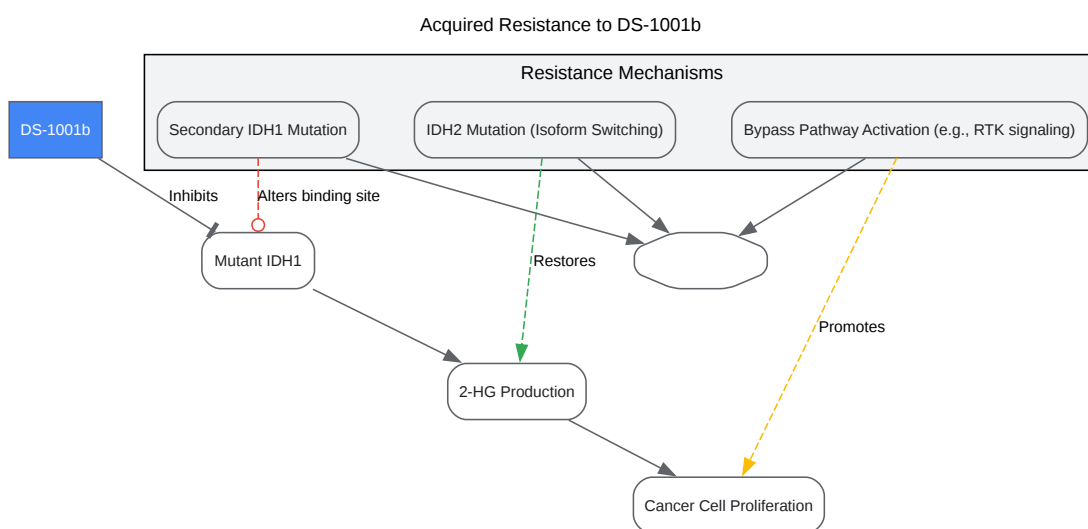 Acquired Resistance to DS-1001b
Resistance Mechanisms
DS-1001b
Secondary IDH1 Mutation
IDH2 Mutation (Isoform Switching)
Bypass Pathway Activation (e.g., RTK signaling)
Inhibits
Alters binding site
Mutant IDH1
Restores
Promotes
2-HG Production
Cancer Cell Proliferation